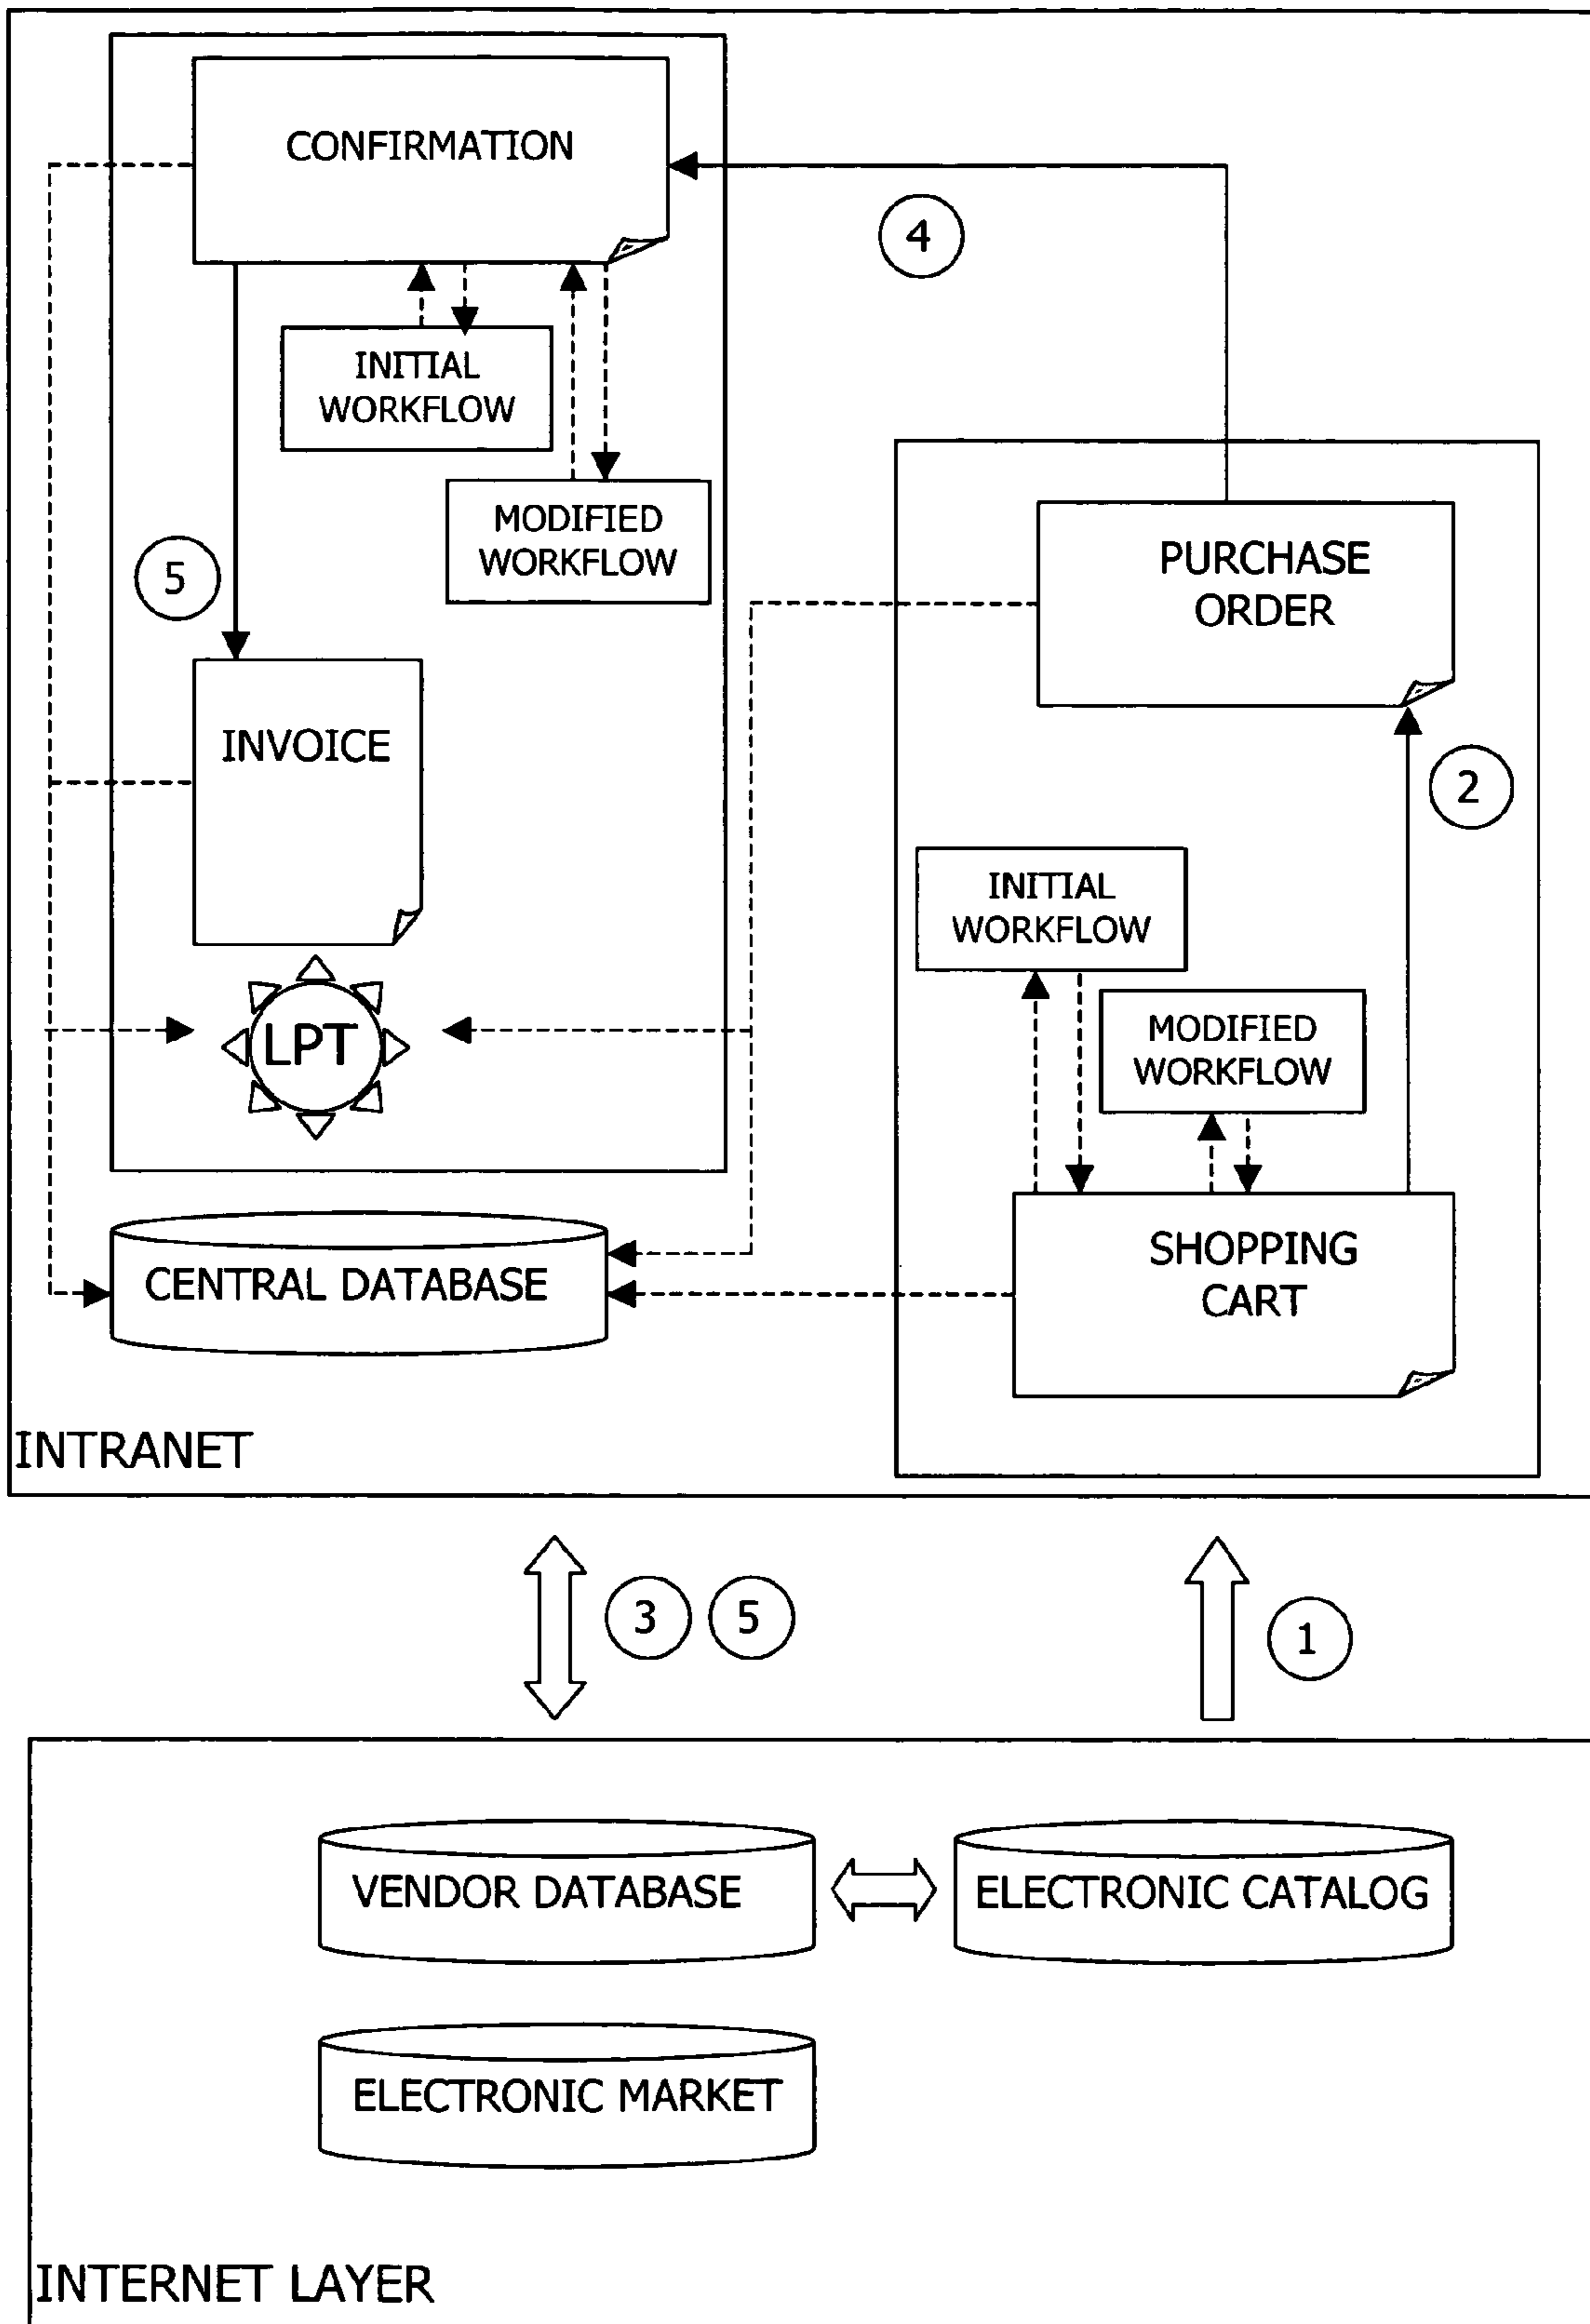 CONFIRMATION
4
INITIAL
WORKFLOW
MODIFIED
WORKFLOW
5
PURCHASE
ORDER
INVOICE
2
INITIAL
WORKFLOW
LPT
MODIFIED
WORKFLOW
SHOPPING
CART
CENTRAL DATABASE
INTRANET
3
5
1
VENDOR DATABASE
ELECTRONIC CATALOG
ELECTRONIC MARKET
INTERNET LAYER